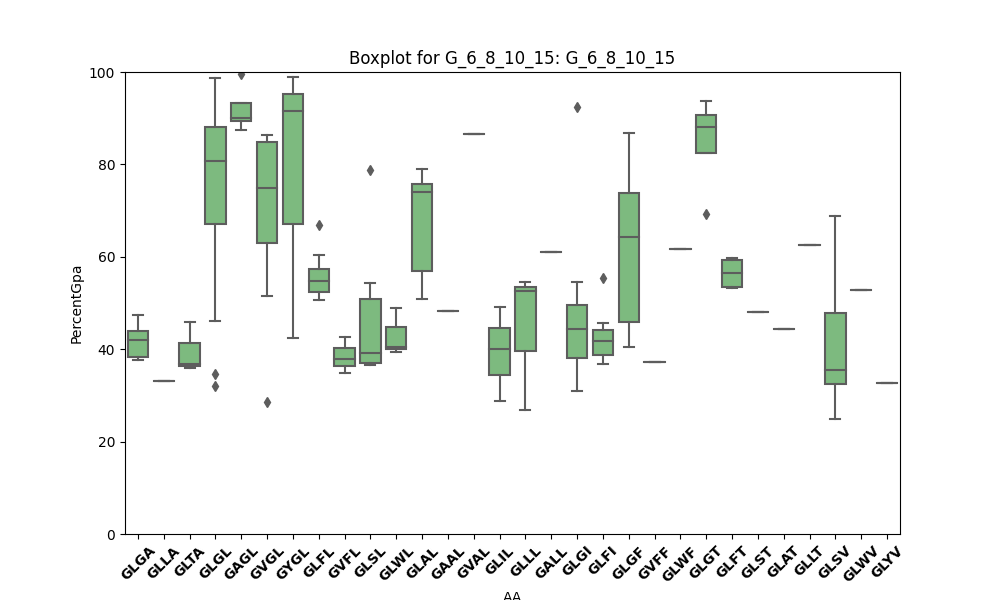 Boxplot for G_6_8_10_15: G_6_8_10_15
100
80
60
40
20
0
PercentGpa
GLGA GLLA GLTA GLGL GAGL GVGL GYGL GLFL GVFL GLSL GLWL GLAL GAAL GVAL GLIL GLLL GALL GLGI GLFI GLGF GVFF GLWF GLGT GLFT GLST GLAT GLLT GLSV GLWV GLYV
AA